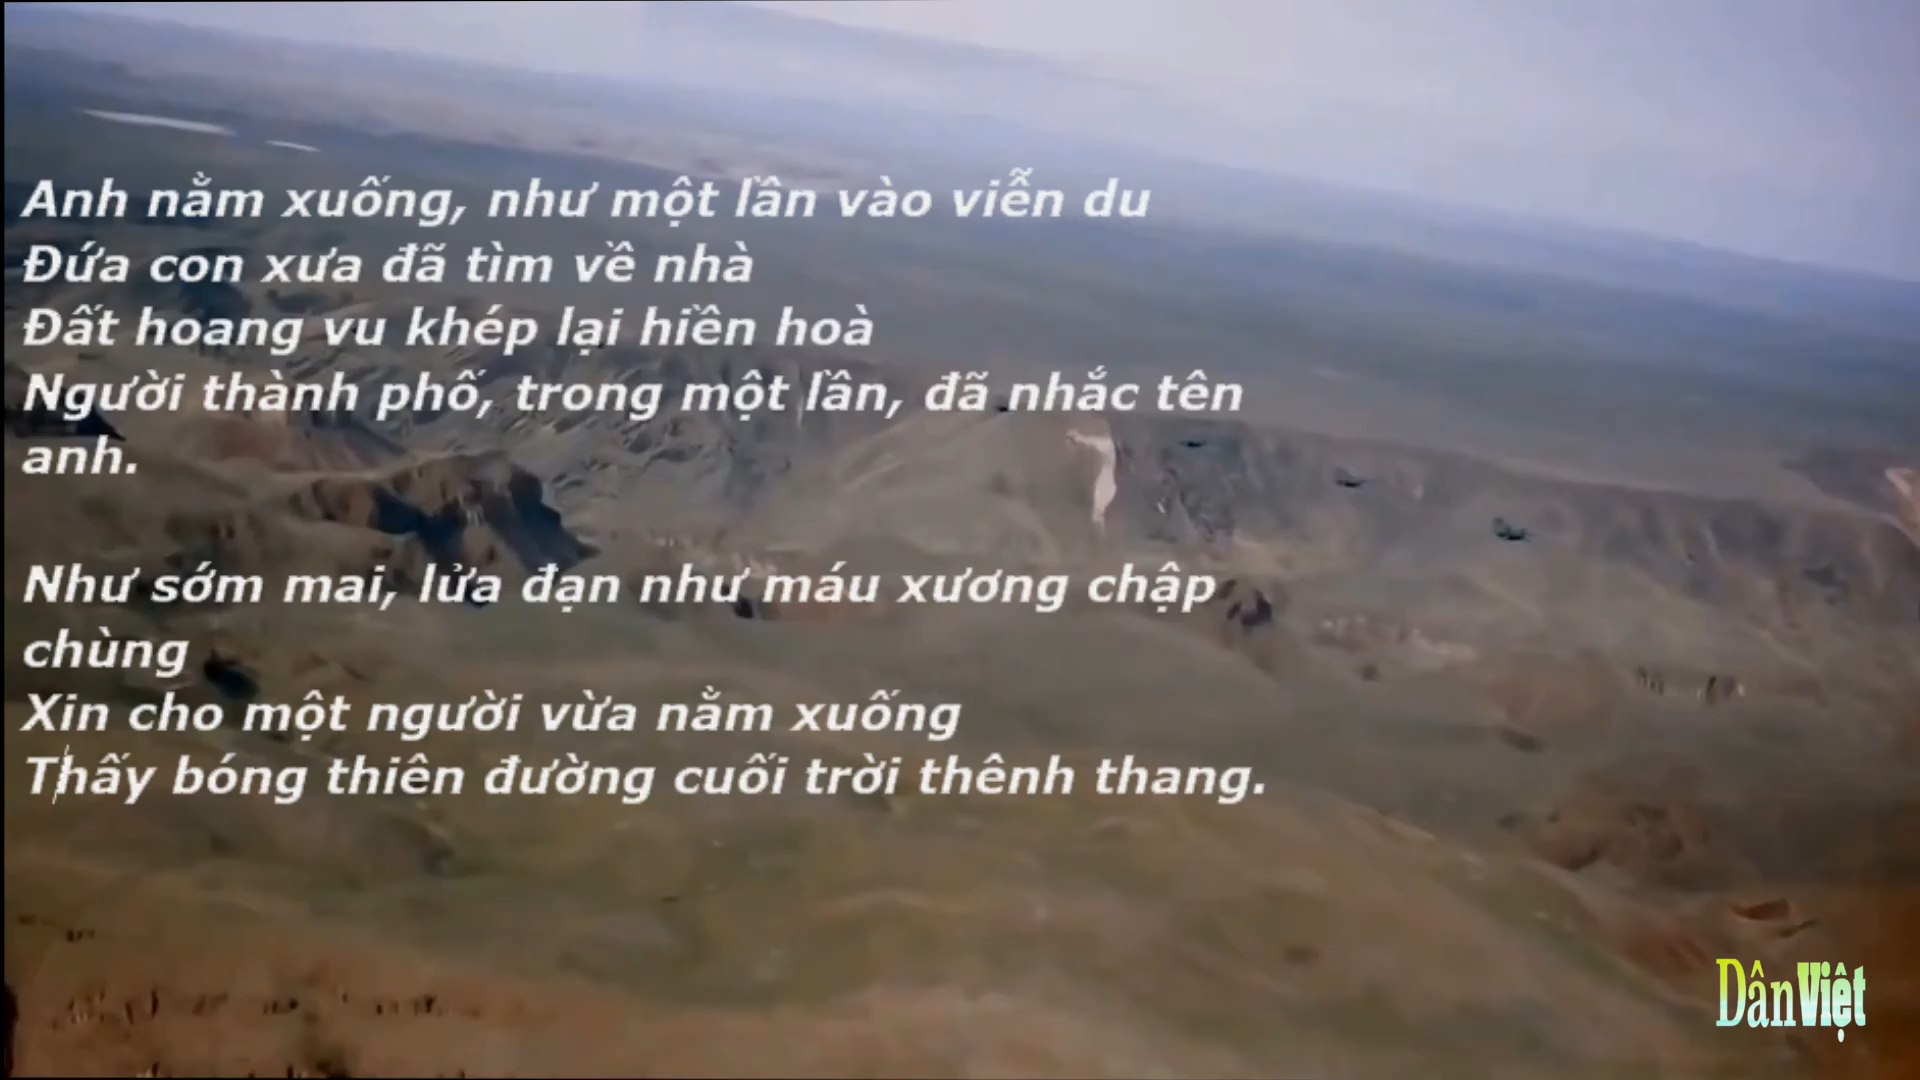 Anh nằm xuống, như một lần vào viễn du
Đứa con xưa đã tìm về nhà
Đất hoang vu khép lại hiền hoà
Người thành phố, trong một lần, đã nhắc tên
anh.
Như sớm mai, lửa đạn như máu xương chập
chùng
Xin cho một người vừa nằm xuống
Thấy bóng thiên đường cuối trời thênh thang.
DânViệt